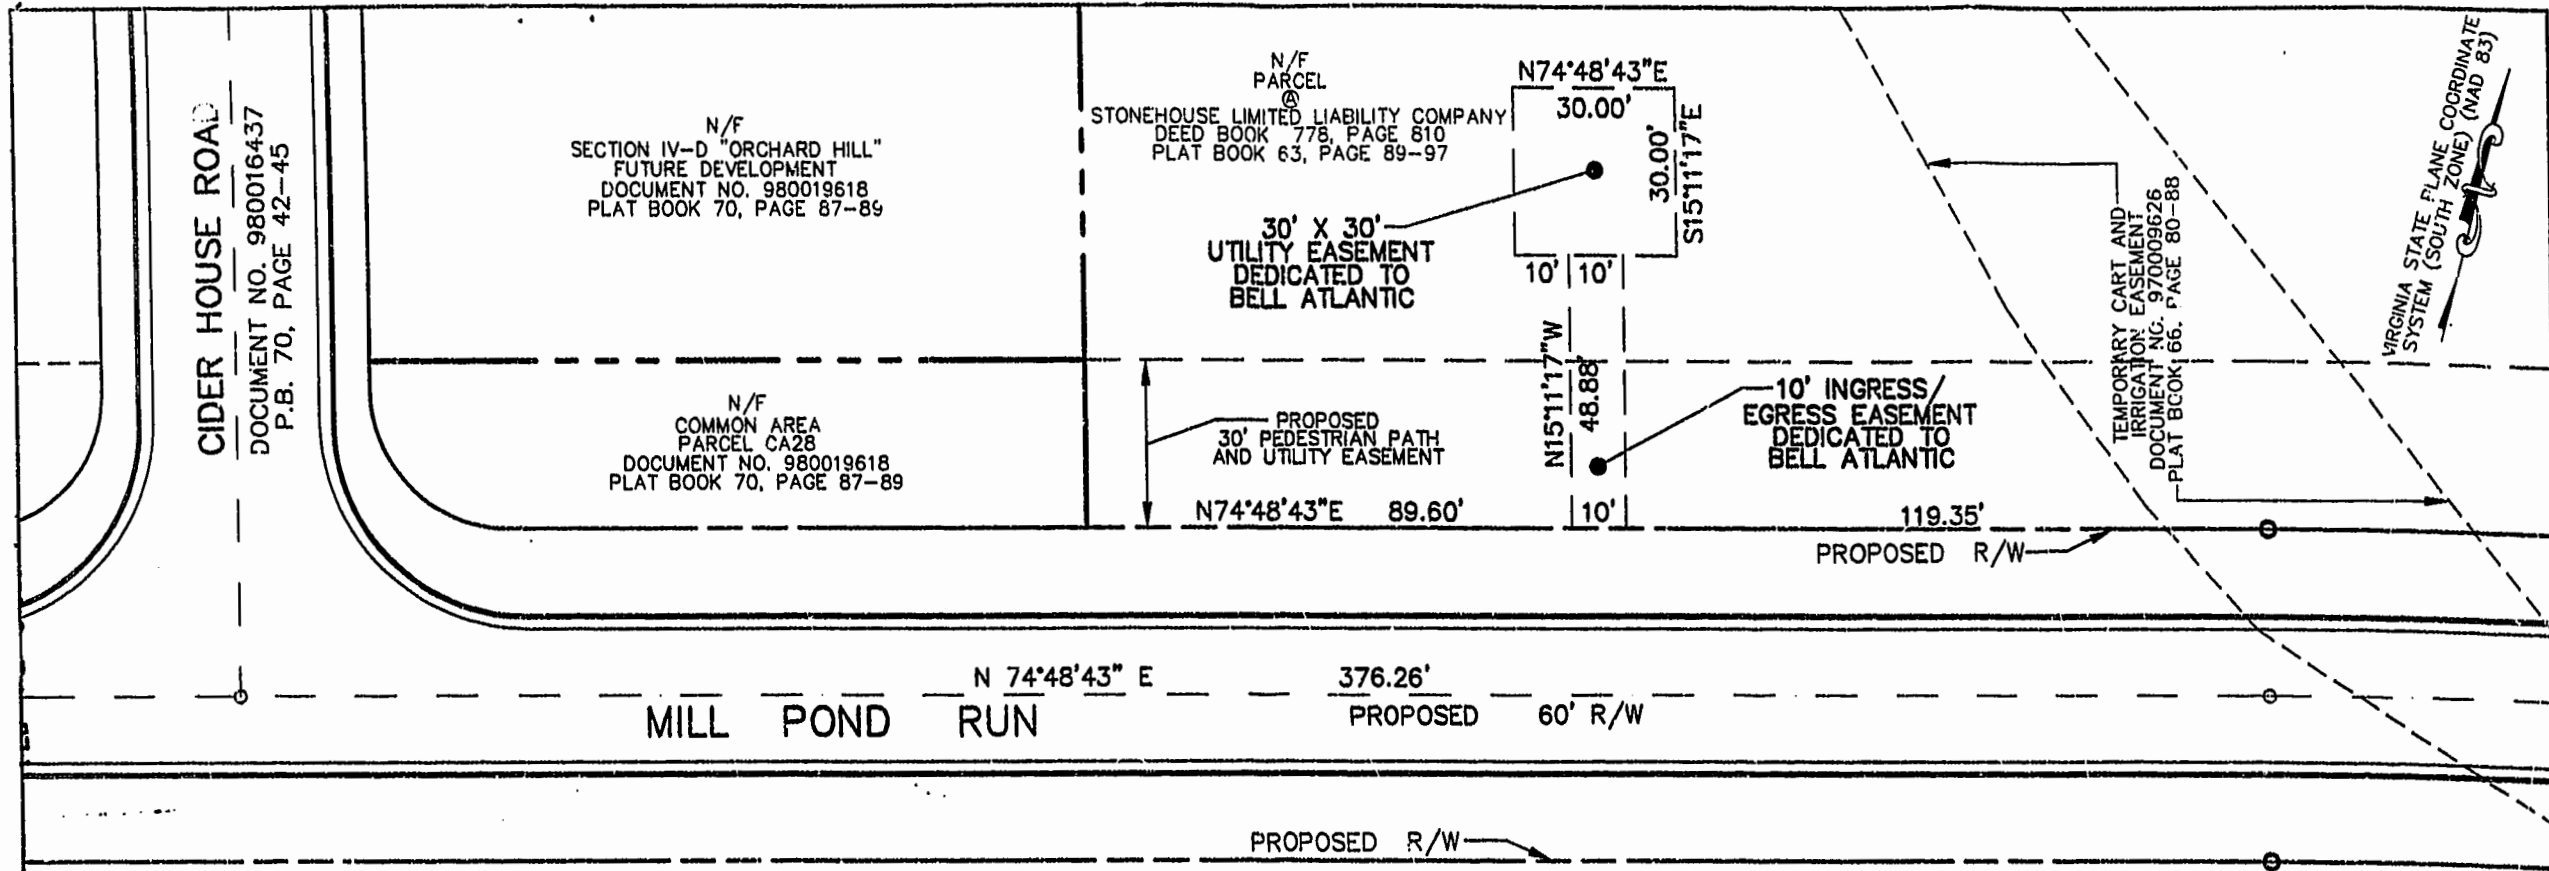 CIDER HOUSE ROAD
DOCUMENT NO. 980016437
P.B. 70, PAGE 42-45
N/F
SECTION IV-D "ORCHARD HILL"
FUTURE DEVELOPMENT
DOCUMENT NO. 980019618
PLAT BOOK 70, PAGE 87-89
N/F
COMMON AREA
PARCEL CA28
DOCUMENT NO. 980019618
PLAT BOOK 70, PAGE 87-89
N/F
PARCEL
A
STONEHOUSE LIMITED LIABILITY COMPANY
DEED BOOK 778, PAGE 810
PLAT BOOK 63, PAGE 89-97
N74°48'43"E
30.00'
30.00'
S15°11'17"E
30' X 30'
UTILITY EASEMENT
DEDICATED TO
BELL ATLANTIC
10' 10'
N15°11'17"W
48.88'
10' INGRESS/
EGRESS EASEMENT
DEDICATED TO
BELL ATLANTIC
PROPOSED
30' PEDESTRIAN PATH
AND UTILITY EASEMENT
N74°48'43"E 89.60'
10'
119.35'
PROPOSED R/W
TEMPORARY CART AND
IRRIGATION EASEMENT
DOCUMENT NO. 970009626
PLAT BOOK 66, PAGE 80-88
VIRGINIA STATE PLANE COORDINATE
SYSTEM (SOUTH ZONE) (NAD 83)
N 74°48'43" E 376.26'
MILL POND RUN
PROPOSED 60' R/W
PROPOSED R/W